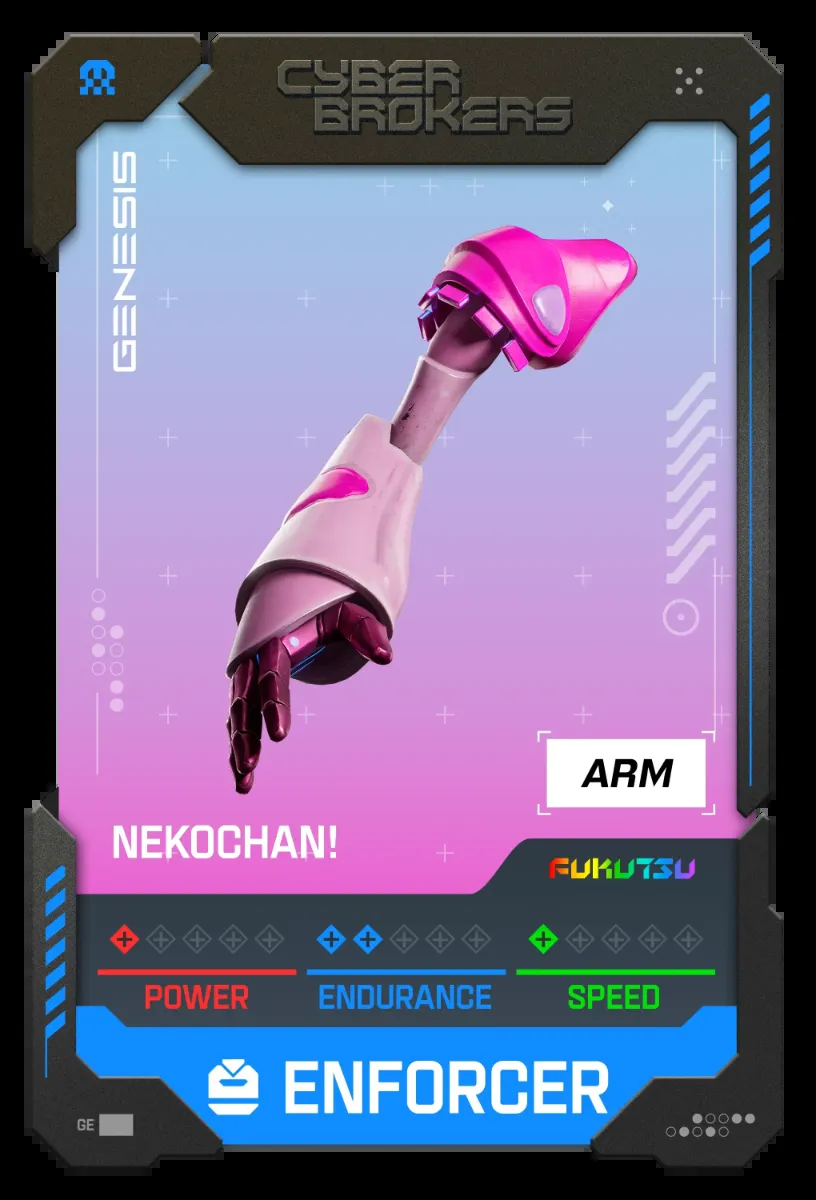 CYBER
BROKERS
GENESIS
ARM
NEKOCHAN!
FUKUTSU
POWER
ENDURANCE
SPEED
ENFORCER
GE